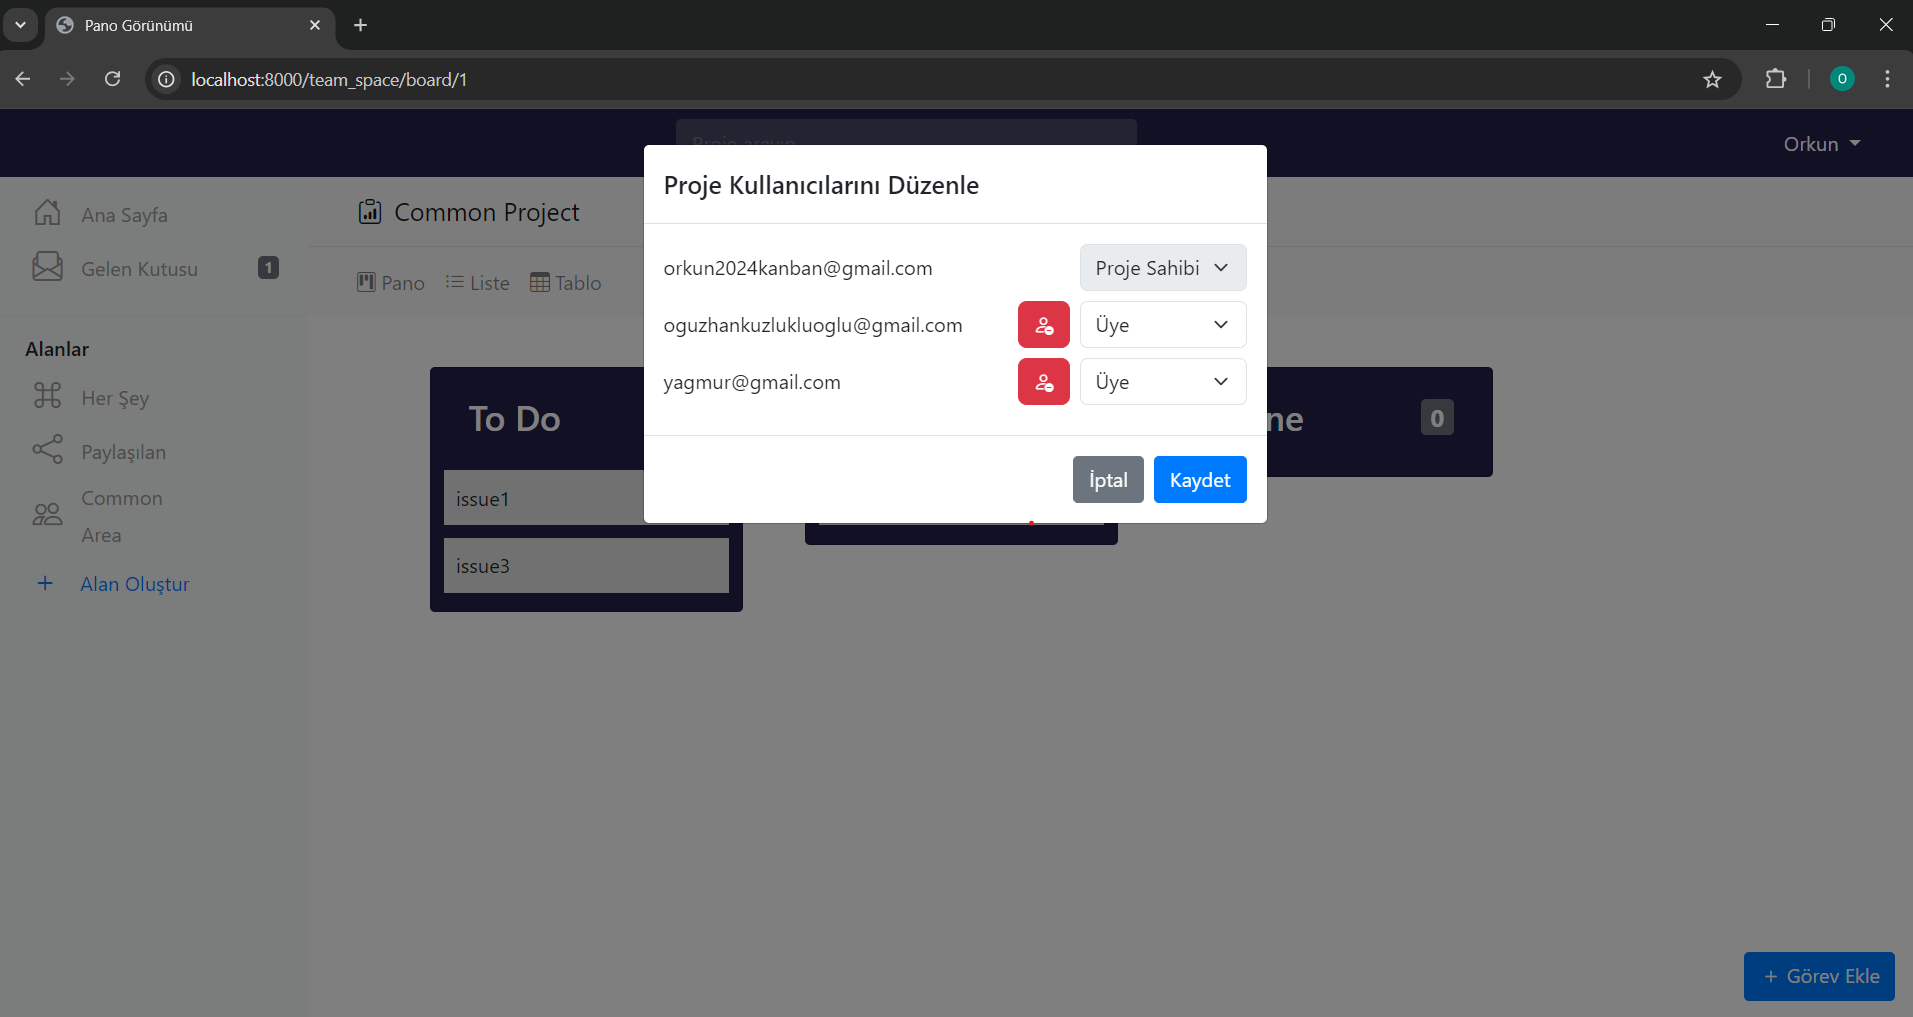 Pano Görünümü
localhost:8000/team_space/board/1
O
Proje arayın
Orkun
Ana Sayfa
Gelen Kutusu
1
Alanlar
Her Şey
Paylaşılan
Common
Area
+ Alan Oluştur
Common Project
Pano
Liste
Tablo
To Do
issue1
issue3
ne
0
Proje Kullanıcılarını Düzenle
orkun2024kanban@gmail.com
Proje Sahibi
oguzhankuzlukluoglu@gmail.com
Üye
yagmur@gmail.com
Üye
İptal
Kaydet
+ Görev Ekle